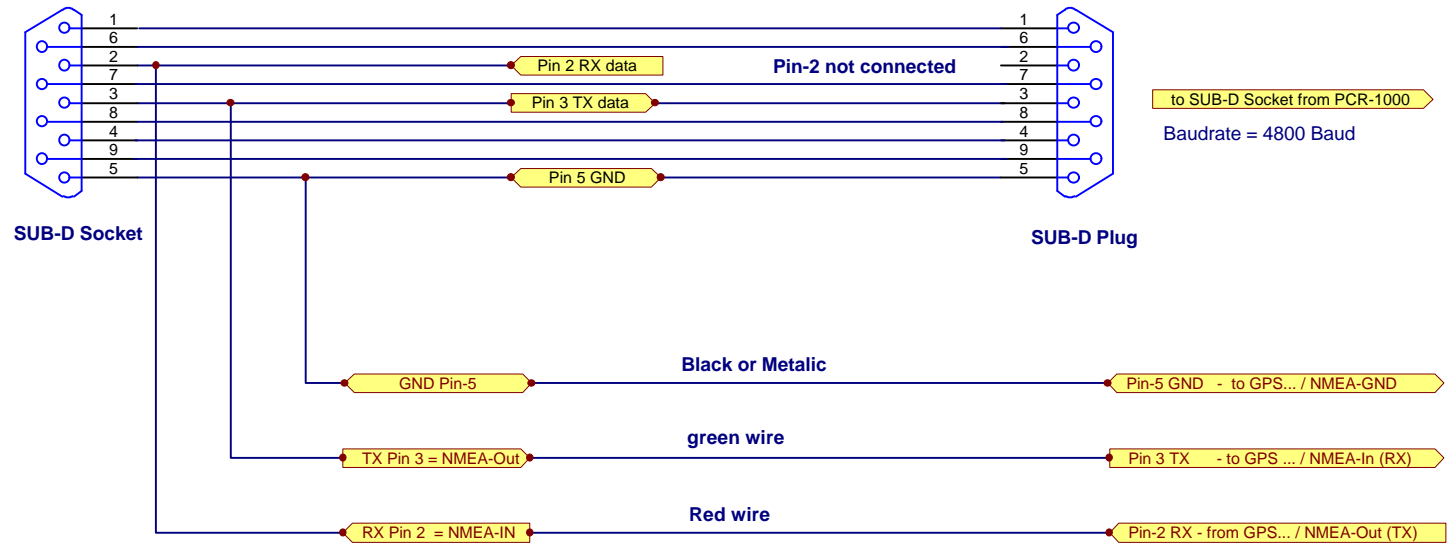 1 1
6 6
2 Pin 2 RX data Pin-2 not connected 2
7 7
3 Pin 3 TX data 3 to SUB-D Socket from PCR-1000
8 8
4 4 Baudrate = 4800 Baud
9 9
5 Pin 5 GND 5
SUB-D Socket SUB-D Plug
Black or Metalic
GND Pin-5 Pin-5 GND - to GPS... / NMEA-GND
green wire
TX Pin 3 = NMEA-Out Pin 3 TX - to GPS ... / NMEA-In (RX)
Red wire
RX Pin 2 = NMEA-IN Pin-2 RX - from GPS... / NMEA-Out (TX)